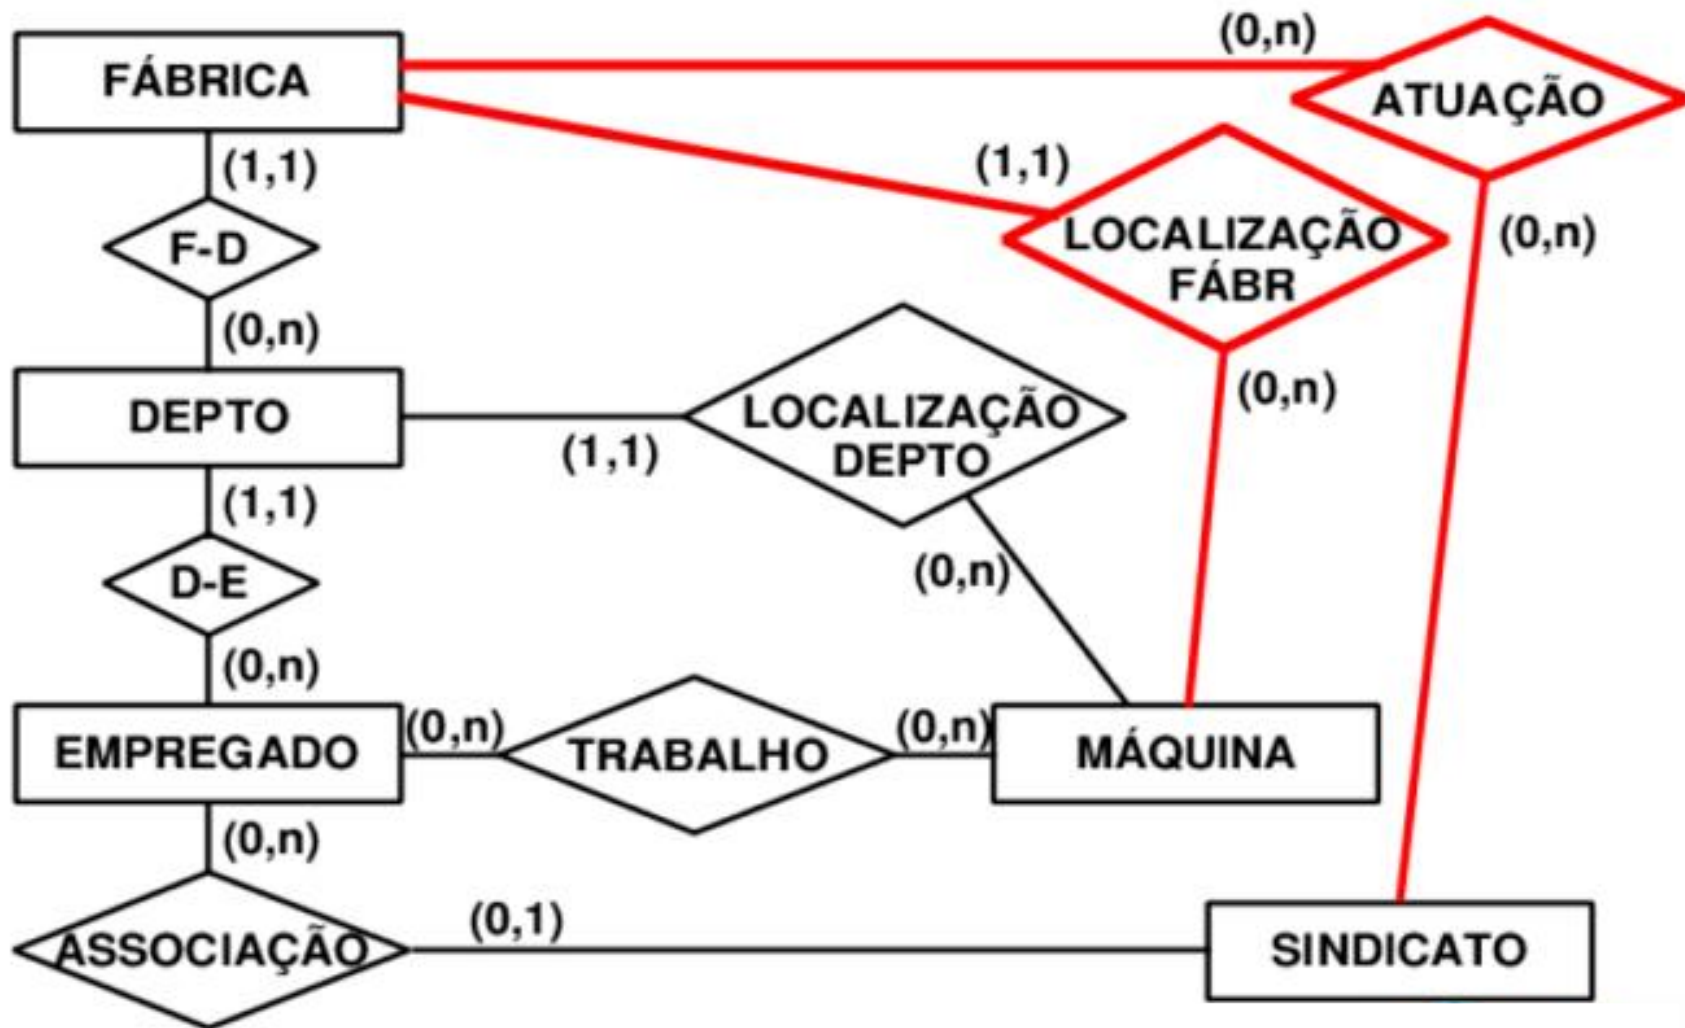 (0,n)
FÁBRICA
ATUAÇÃO
(1,1)
(1,1)
F-D
LOCALIZAÇÃO
FÁBR
(0,n)
(0,n)
(0,n)
DEPTO
LOCALIZAÇÃO
DEPTO
(1,1)
(1,1)
D-E
(0,n)
(0,n)
EMPREGADO
(0,n)
TRABALHO
(0,n)
MÁQUINA
(0,n)
(0,1)
ASSOCIAÇÃO
SINDICATO